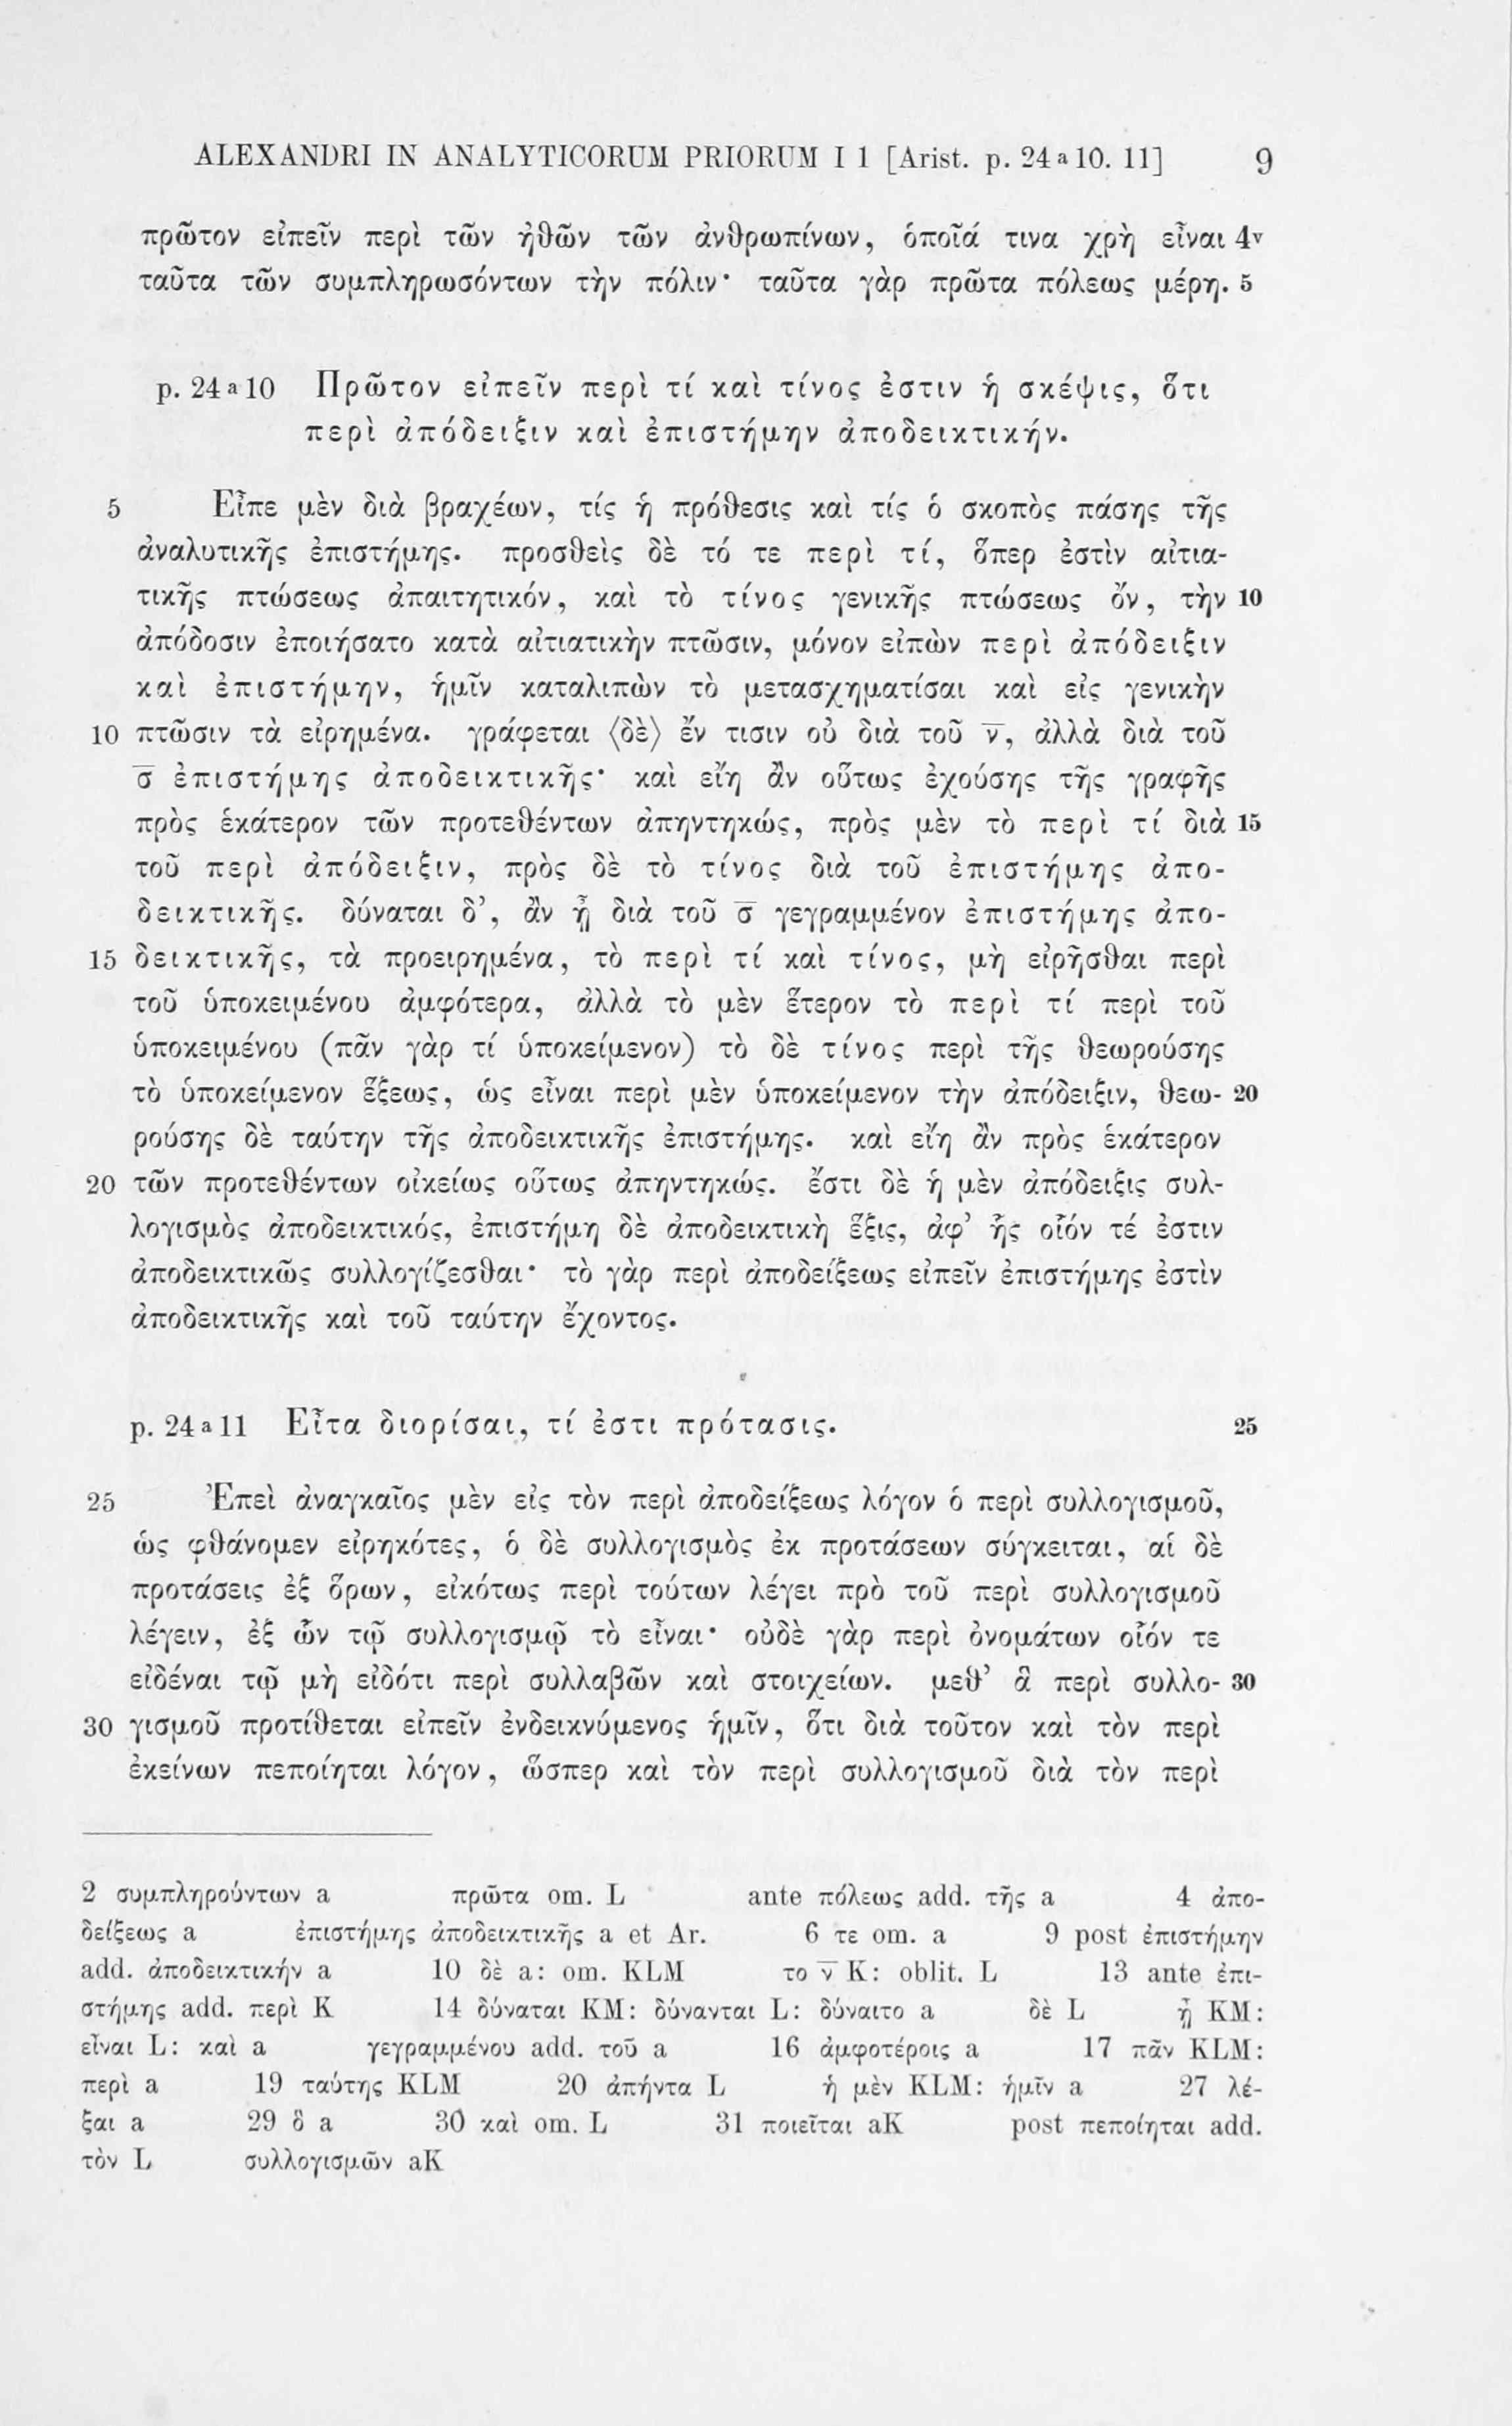 ALEXANDRI IN ANALYTICORUM PRIORUM I 1 [Arist. p. 24 a 10. 11] 9
πρῶτον εἰπεῖν περὶ τῶν ἠθῶν τῶν ἀνθρωπίνων, ὁποῖά τινα χρὴ εἶναι 4v
ταῦτα τῶν συμπληρωσόντων τὴν πόλιν· ταῦτα γὰρ πρῶτα πόλεως μέρη. 5
p. 24 a 10 Πρῶτον εἰπεῖν περὶ τί καὶ τίνος ἐστιν ἡ σκέψις, ὅτι
περὶ ἀπόδειξιν καὶ ἐπιστήμην ἀποδεικτικήν.
5 Εἶπε μὲν διὰ βραχέων, τίς ἡ πρόθεσις καὶ τίς ὁ σκοπὸς πάσης τῆς
ἀναλυτικῆς ἐπιστήμης. προσθεὶς δὲ τό τε περὶ τί, ὅπερ ἐστὶν αἰτια-
τικῆς πτώσεως ἀπαιτητικόν, καὶ τὸ τίνος γενικῆς πτώσεως ὄν, τὴν 10
ἀπόδοσιν ἐποιήσατο κατὰ αἰτιατικὴν πτῶσιν, μόνον εἰπὼν περὶ ἀπόδειξιν
καὶ ἐπιστήμην, ἡμῖν καταλιπὼν τὸ μετασχηματίσαι καὶ εἰς γενικὴν
10 πτῶσιν τὰ εἰρημένα. γράφεται ⟨δὲ⟩ ἔν τισιν οὐ διὰ τοῦ ν̅, ἀλλὰ διὰ τοῦ
σ̅ ἐπιστήμης ἀποδεικτικῆς· καὶ εἴη ἂν οὕτως ἐχούσης τῆς γραφῆς
πρὸς ἑκάτερον τῶν προτεθέντων ἀπηντηκώς, πρὸς μὲν τὸ περὶ τί διὰ 15
τοῦ περὶ ἀπόδειξιν, πρὸς δὲ τὸ τίνος διὰ τοῦ ἐπιστήμης ἀπο-
δεικτικῆς. δύναται δ’, ἂν ᾖ διὰ τοῦ σ̅ γεγραμμένον ἐπιστήμης ἀπο-
15 δεικτικῆς, τὰ προειρημένα, τὸ περὶ τί καὶ τίνος, μὴ εἰρῆσθαι περὶ
τοῦ ὑποκειμένου ἀμφότερα, ἀλλὰ τὸ μὲν ἕτερον τὸ περὶ τί περὶ τοῦ
ὑποκειμένου (πᾶν γὰρ τί ὑποκείμενον) τὸ δὲ τίνος περὶ τῆς θεωρούσης
τὸ ὑποκείμενον ἕξεως, ὡς εἶναι περὶ μὲν ὑποκείμενον τὴν ἀπόδειξιν, θεω- 20
ρούσης δὲ ταύτην τῆς ἀποδεικτικῆς ἐπιστήμης. καὶ εἴη ἂν πρὸς ἑκάτερον
20 τῶν προτεθέντων οἰκείως οὕτως ἀπηντηκώς. ἔστι δὲ ἡ μὲν ἀπόδειξις συλ-
λογισμὸς ἀποδεικτικός, ἐπιστήμη δὲ ἀποδεικτικὴ ἕξις, ἀφ’ ἧς οἷόν τέ ἐστιν
ἀποδεικτικῶς συλλογίζεσθαι· τὸ γὰρ περὶ ἀποδείξεως εἰπεῖν ἐπιστήμης ἐστὶν
ἀποδεικτικῆς καὶ τοῦ ταύτην ἔχοντος.
p. 24 a 11 Εἶτα διορίσαι, τί ἐστι πρότασις. 25
25 Ἐπεὶ ἀναγκαῖος μὲν εἰς τὸν περὶ ἀποδείξεως λόγον ὁ περὶ συλλογισμοῦ,
ὡς φθάνομεν εἰρηκότες, ὁ δὲ συλλογισμὸς ἐκ προτάσεων σύγκειται, αἱ δὲ
προτάσεις ἐξ ὅρων, εἰκότως περὶ τούτων λέγει πρὸ τοῦ περὶ συλλογισμοῦ
λέγειν, ἐξ ὧν τῷ συλλογισμῷ τὸ εἶναι· οὐδὲ γὰρ περὶ ὀνομάτων οἷόν τε
εἰδέναι τῷ μὴ εἰδότι περὶ συλλαβῶν καὶ στοιχείων. μεθ’ ἃ περὶ συλλο- 30
30 γισμοῦ προτίθεται εἰπεῖν ἐνδεικνύμενος ἡμῖν, ὅτι διὰ τοῦτον καὶ τὸν περὶ
ἐκείνων πεποίηται λόγον, ὥσπερ καὶ τὸν περὶ συλλογισμοῦ διὰ τὸν περὶ
2 συμπληρούντων a πρῶτα om. L ante πόλεως add. τῆς a 4 ἀπο-
δείξεως a ἐπιστήμης ἀποδεικτικῆς a et Ar. 6 τε om. a 9 post ἐπιστήμην
add. ἀποδεικτικήν a 10 δὲ a: om. KLM το ν̅ K: oblit. L 13 ante ἐπι-
στήμης add. περὶ K 14 δύναται KM: δύνανται L: δύναιτο a δὲ L ᾖ KM:
εἶναι L: καὶ a γεγραμμένου add. τοῦ a 16 ἀμφοτέροις a 17 πᾶν KLM:
περὶ a 19 ταύτης KLM 20 ἀπήντα L ἡ μὲν KLM: ἡμῖν a 27 λέ-
ξαι a 29 ὃ a 30 καὶ om. L 31 ποιεῖται aK post πεποίηται add.
τὸν L συλλογισμῶν aK